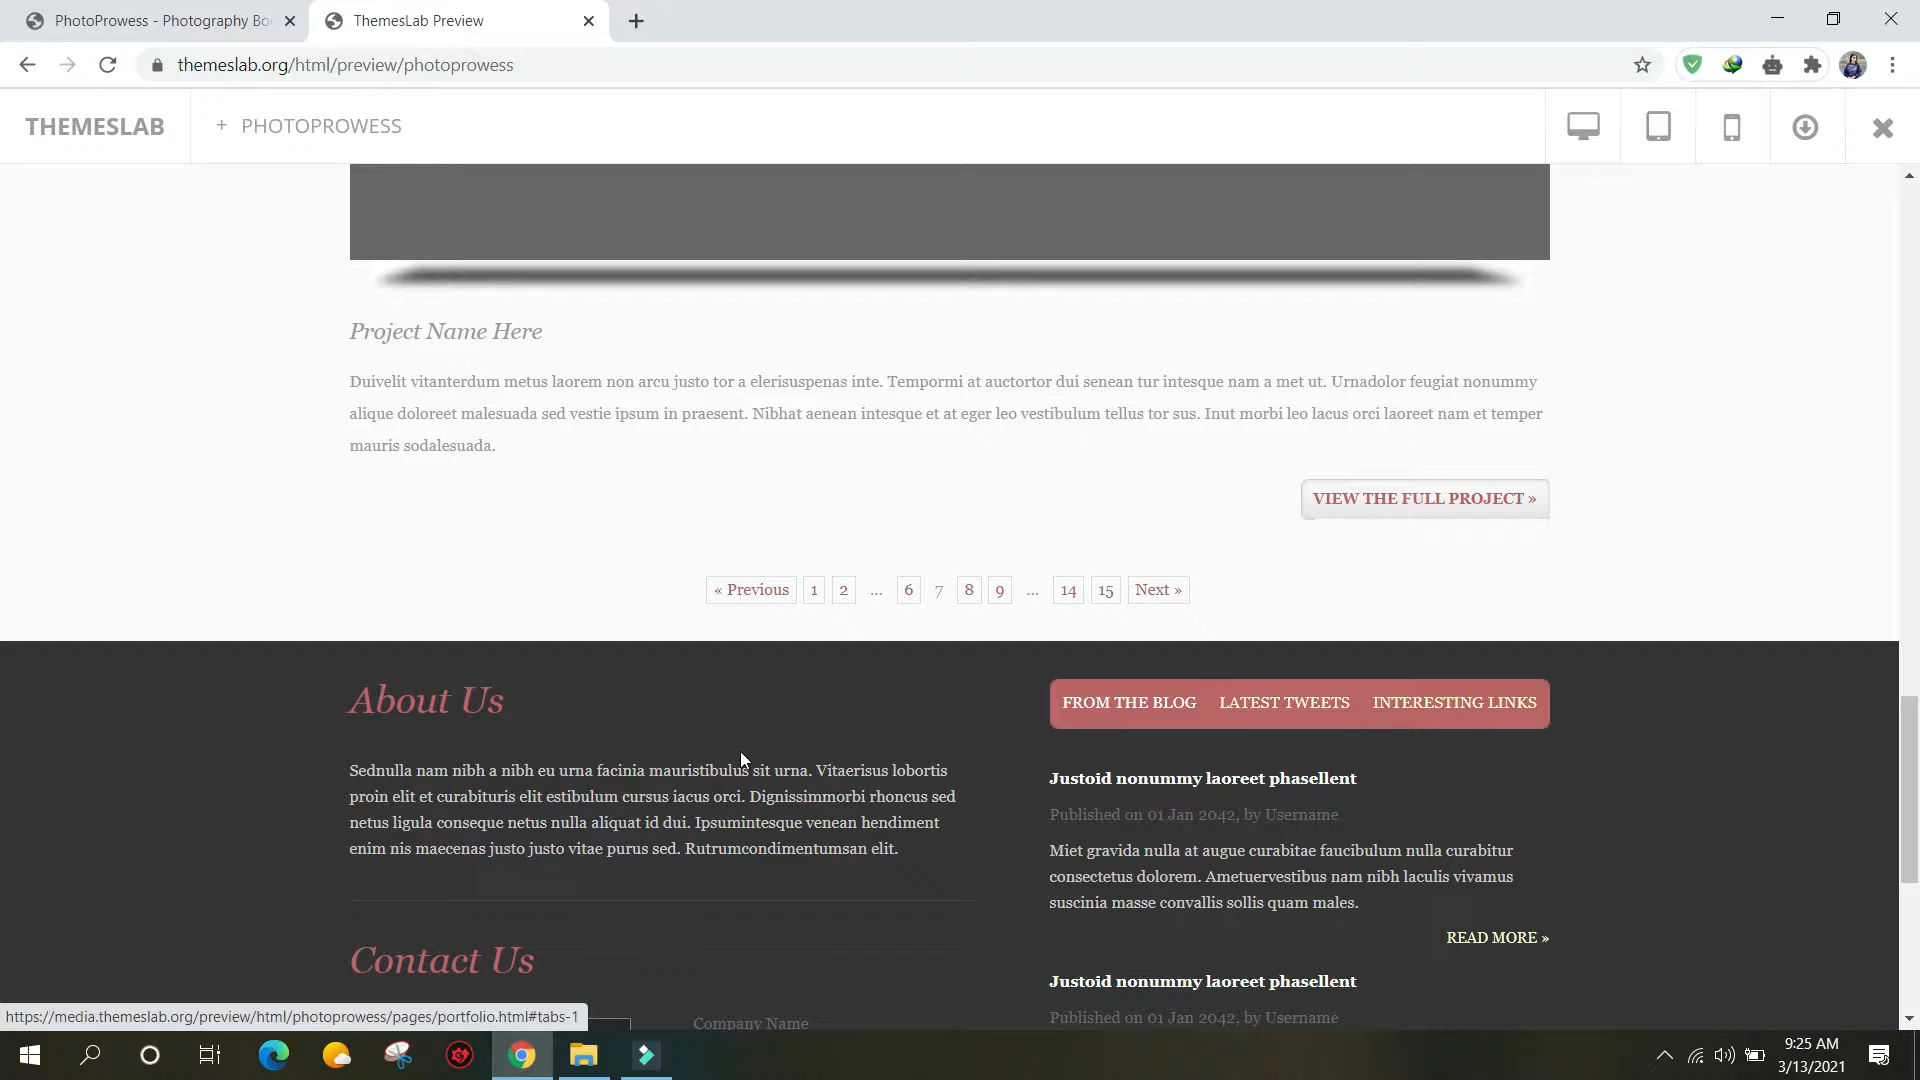 PhotoProwess - Photography Bo
ThemesLab Preview
themeslab.org/html/preview/photoprowess
THEMESLAB
+ PHOTOPROWESS
Project Name Here
Duivelit vitanterdum metus laorem non arcu justo tor a elerisuspenas inte. Tempormi at auctortor dui senean tur intesque nam a met ut. Urnadolor feugiat nonummy
alique doloreet malesuada sed vestie ipsum in praesent. Nibhat aenean intesque et at eger leo vestibulum tellus tor sus. Inut morbi leo lacus orci laoreet nam et temper
mauris sodalesuada.
VIEW THE FULL PROJECT »
« Previous 1 2 … 6 7 8 9 … 14 15 Next »
About Us
Sednulla nam nibh a nibh eu urna facinia mauristibulus sit urna. Vitaerisus lobortis
proin elit et curabituris elit estibulum cursus iacus orci. Dignissimmorbi rhoncus sed
netus ligula conseque netus nulla aliquat id dui. Ipsumintesque venean hendiment
enim nis maecenas justo justo vitae purus sed. Rutrumcondimentumsan elit.
Contact Us
Company Name
FROM THE BLOG LATEST TWEETS INTERESTING LINKS
Justoid nonummy laoreet phasellent
Published on 01 Jan 2042, by Username
Miet gravida nulla at augue curabitae faucibulum nulla curabitur
consectetus dolorem. Ametuervestibus nam nibh laculis vivamus
suscinia masse convallis sollis quam males.
READ MORE »
Justoid nonummy laoreet phasellent
Published on 01 Jan 2042, by Username
https://media.themeslab.org/preview/html/photoprowess/pages/portfolio.html#tabs-1
9:25 AM
3/13/2021